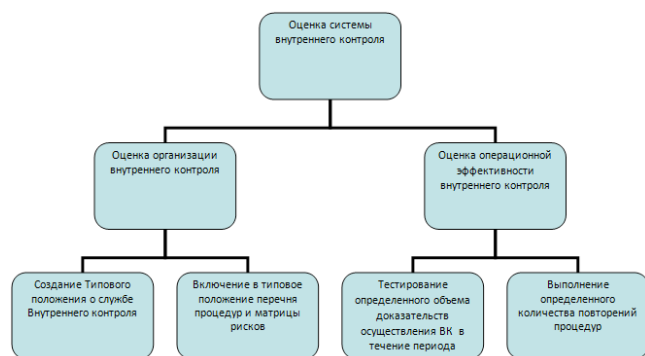 Оценка системы
внутреннего контроля
Оценка организации
внутреннего контроля
Оценка операционной
эффективности
внутреннего контроля
Создание Типового
положения о службе
Внутреннего контроля
Включение в типовое
положение перечня
процедур и матрицы
рисков
Тестирование
определенного объема
доказательств
осуществления ВК в
течение периода
Выполнение
определенного
количества повторений
процедур